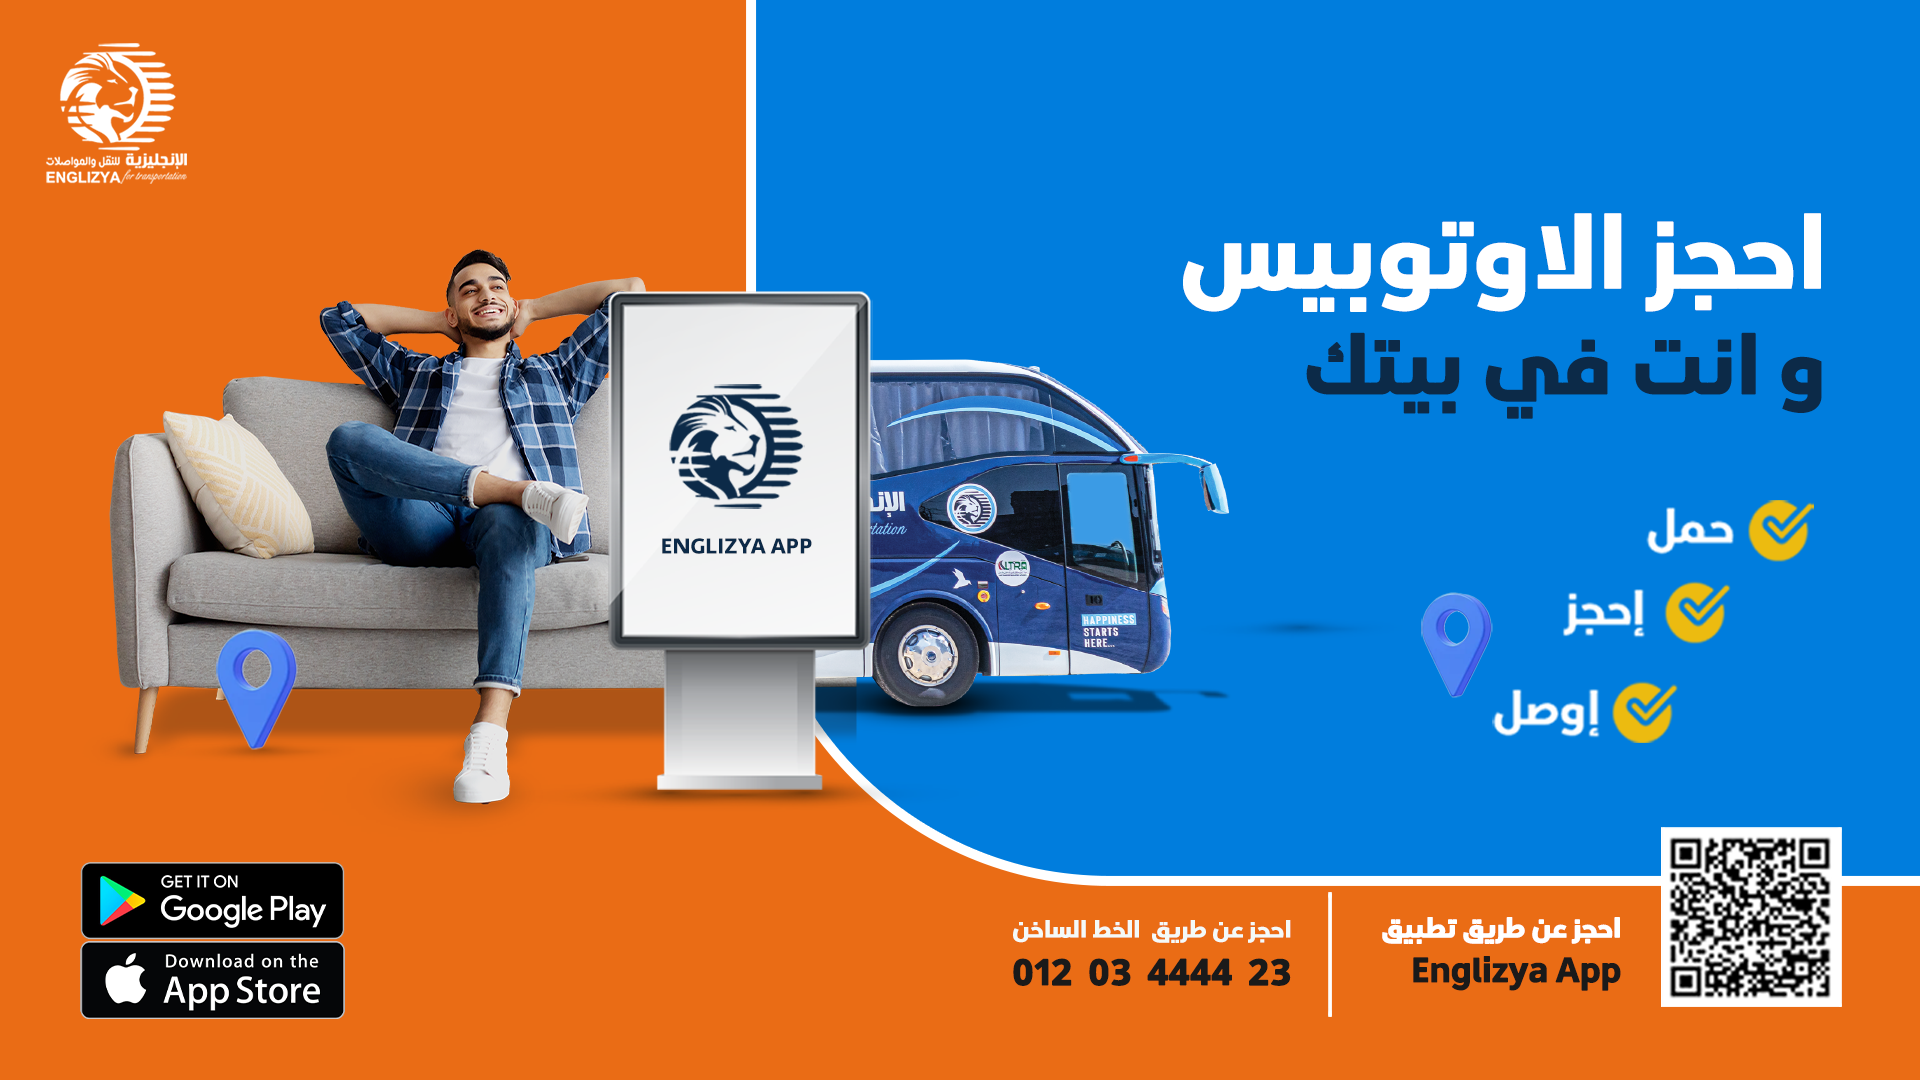 الإنجليزية للنقل والمواصلات
ENGLIZYA for transportation
احجز الاوتوبيس
و انت في بيتك
حمل
إحجز
إوصل
ENGLIZYA APP
LTRA
HAPPINESS
STARTS
HERE...
GET IT ON
Google Play
Download on the
App Store
احجز عن طريق الخط الساخن
012 03 4444 23
احجز عن طريق تطبيق
Englizya App